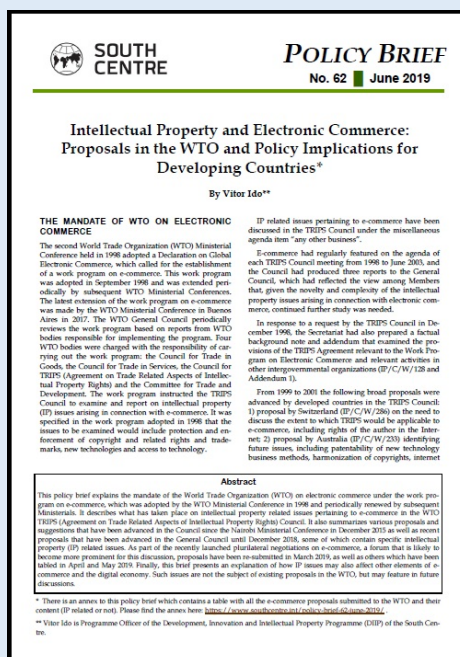 SOUTH
CENTRE
POLICY BRIEF
No. 62 June 2019
Intellectual Property and Electronic Commerce:
Proposals in the WTO and Policy Implications for
Developing Countries*
By Vitor Ido**
THE MANDATE OF WTO ON ELECTRONIC
COMMERCE
The second World Trade Organization (WTO) Ministerial
Conference held in 1998 adopted a Declaration on Global
Electronic Commerce, which called for the establishment
of a work program on e-commerce. This work program
was adopted in September 1998 and was extended perio-
dically by subsequent WTO Ministerial Conferences.
The latest extension of the work program on e-commerce
was made by the WTO Ministerial Conference in Buenos
Aires in 2017. The WTO General Council periodically
reviews the work program based on reports from WTO
bodies responsible for implementing the program. Four
WTO bodies were charged with the responsibility of car-
rying out the work program: the Council for Trade in
Goods, the Council for Trade in Services, the Council for
TRIPS (Agreement on Trade Related Aspects of Intellec-
tual Property Rights) and the Committee for Trade and
Development. The work program instructed the TRIPS
Council to examine and report on intellectual property
(IP) issues arising in connection with e-commerce. It was
specified in the work program adopted in 1998 that the
issues to be examined would include protection and en-
forcement of copyright and related rights and trade-
marks, new technologies and access to technology.
IP related issues pertaining to e-commerce have been
discussed in the TRIPS Council under the miscellaneous
agenda item "any other business".
E-commerce had regularly featured on the agenda of
each TRIPS Council meeting from 1998 to June 2003, and
the Council had produced three reports to the General
Council, which had reflected the view among Members
that, given the novelty and complexity of the intellectual
property issues arising in connection with electronic com-
merce, continued further study was needed.
In response to a request by the TRIPS Council in De-
cember 1998, the Secretariat had also prepared a factual
background note and addendum that examined the pro-
visions of the TRIPS Agreement relevant to the Work Pro-
gram on Electronic Commerce and relevant activities in
other intergovernmental organizations (IP/C/W/128 and
Addendum 1).
From 1999 to 2001 the following broad proposals were
advanced by developed countries in the TRIPS Council:
1) proposal by Switzerland (IP/C/W/286) on the need to
discuss the extent to which TRIPS would be applicable to
e-commerce, including rights of the author in the Inter-
net; 2) proposal by Australia (IP/C/W/233) identifying
future issues, including patentability of new technology
business methods, harmonization of copyrights, internet
Abstract
This policy brief explains the mandate of the World Trade Organization (WTO) on electronic commerce under the work pro-
gram on e-commerce, which was adopted by the WTO Ministerial Conference in 1998 and periodically renewed by subsequent
Ministerials. It describes what has taken place on intellectual property related issues pertaining to e-commerce in the WTO
TRIPS (Agreement on Trade Related Aspects of Intellectual Property Rights) Council. It also summarizes various proposals and
suggestions that have been advanced in the Council since the Nairobi Ministerial Conference in December 2015 as well as recent
proposals that have been advanced in the General Council until December 2018, some of which contain specific intellectual
property (IP) related issues. As part of the recently launched plurilateral negotiations on e-commerce, a forum that is likely to
become more prominent for this discussion, proposals have been re-submitted in March 2019, as well as others which have been
tabled in April and May 2019. Finally, this brief presents an explanation of how IP issues may also affect other elements of e-
commerce and the digital economy. Such issues are not the subject of existing proposals in the WTO, but may feature in future
discussions.
* There is an annex to this policy brief which contains a table with all the e-commerce proposals submitted to the WTO and their
content (IP related or not). Please find the annex here: https://www.southcentre.int/policy-brief-62-june-2019/ .
** Vitor Ido is Programme Officer of the Development, Innovation and Intellectual Property Programme (DIIP) of the South Cen-
tre.